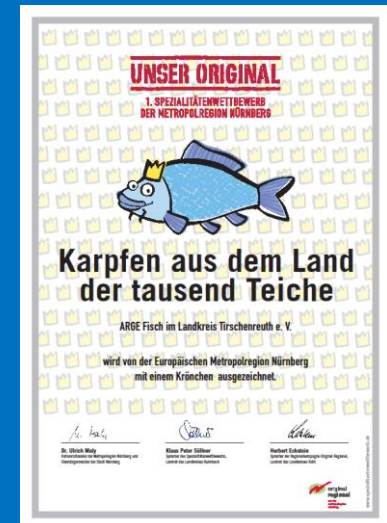 UNSER ORIGINAL
1. SPEZIALITÄTENWETTBEWERB
DER METROPOLREGION NÜRNBERG
Karpfen aus dem Land
der tausend Teiche
ARGE Fisch im Landkreis Tirschenreuth e. V.
wird von der Europäischen Metropolregion Nürnberg
mit einem Krönchen ausgezeichnet.
Dr. Ulrich Maly
Klaus Peter Söllner
Herbert Eckstein
original
regional